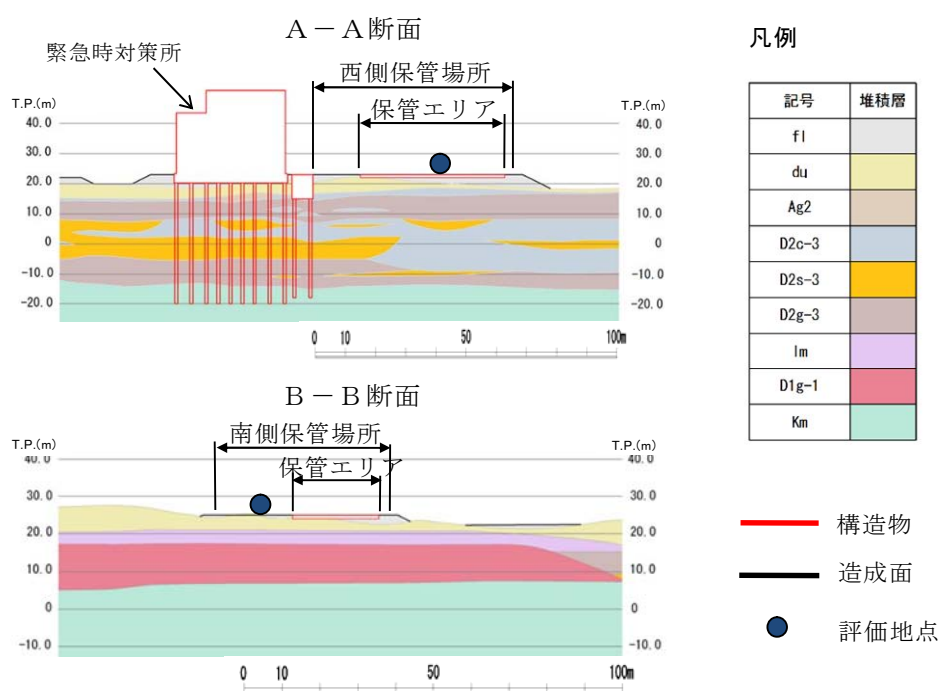 A－A断面
緊急時対策所
西側保管場所
保管エリア
T.P.(m)
T.P.(m)
40.0
40.0
30.0
30.0
20.0
20.0
10.0
10.0
0
0
-10.0
-10.0
-20.0
-20.0
0 10 50 100m
B－B断面
南側保管場所
保管エリア
T.P.(m)
T.P.(m)
40.0
40.0
30.0
30.0
20.0
20.0
10.0
10.0
0
0
-10.0
-10.0
0 10 50 100m
凡例
記号 堆積層
fl
du
Ag2
D2c-3
D2s-3
D2g-3
lm
D1g-1
Km
構造物
造成面
評価地点